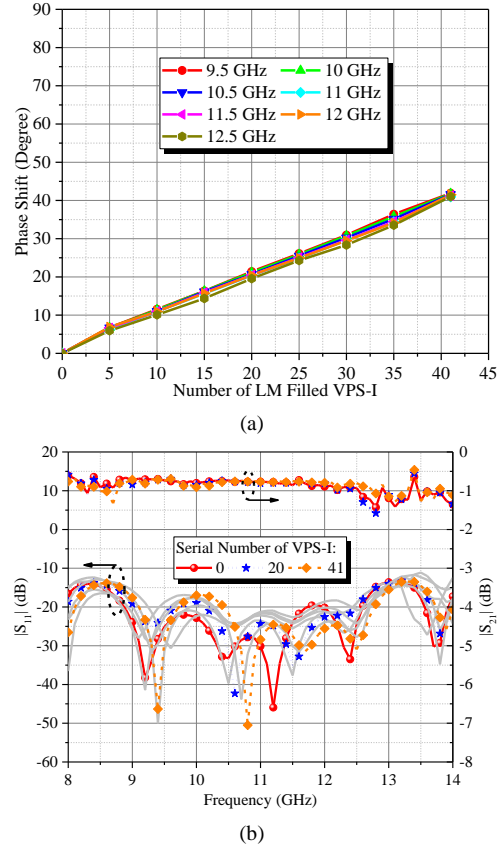 90
80
70
60
50
40
30
20
10
0
Phase Shift (Degree)
9.5 GHz
10 GHz
10.5 GHz
11 GHz
11.5 GHz
12 GHz
12.5 GHz
0 5 10 15 20 25 30 35 40 45
Number of LM Filled VPS-I
(a)
20
10
0
-10
-20
-30
-40
-50
-60
|S11| (dB)
Serial Number of VPS-I:
0 20 41
0
-1
-2
-3
-4
-5
-6
-7
-8
|S21| (dB)
8 9 10 11 12 13 14
Frequency (GHz)
(b)